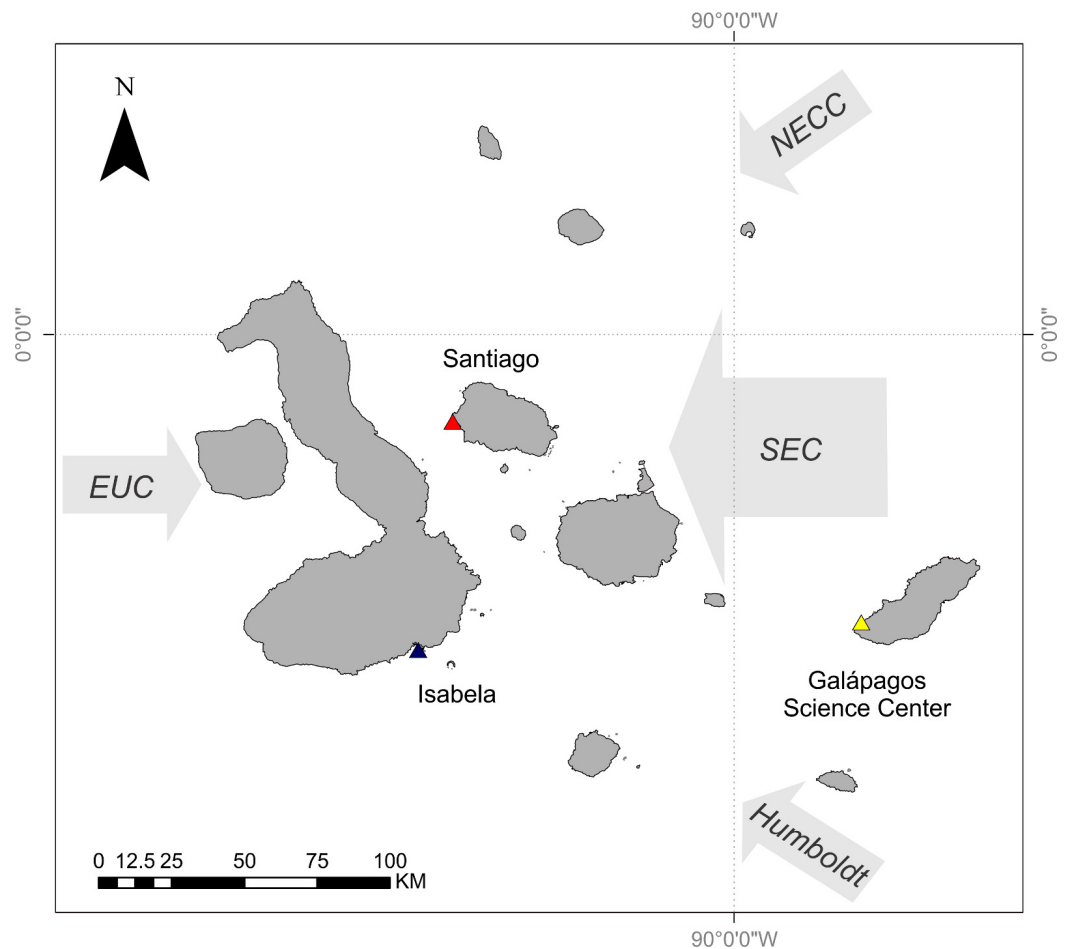 90°0'0"W
N
NECC
0°0'0"
0°0'0"
Santiago
SEC
EUC
Isabela
Galápagos
Science Center
Humboldt
0 12.5 25 50 75 100
KM
90°0'0"W